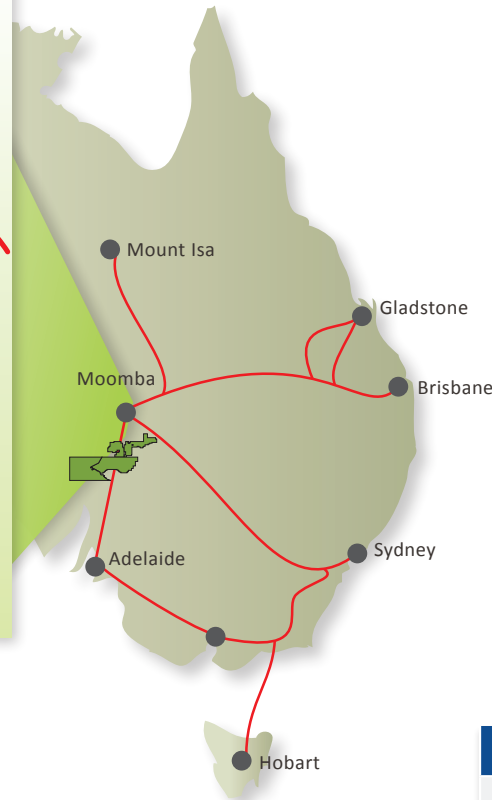 Mount Isa
Gladstone
Moomba
Brisbane
Sydney
Adelaide
Hobart